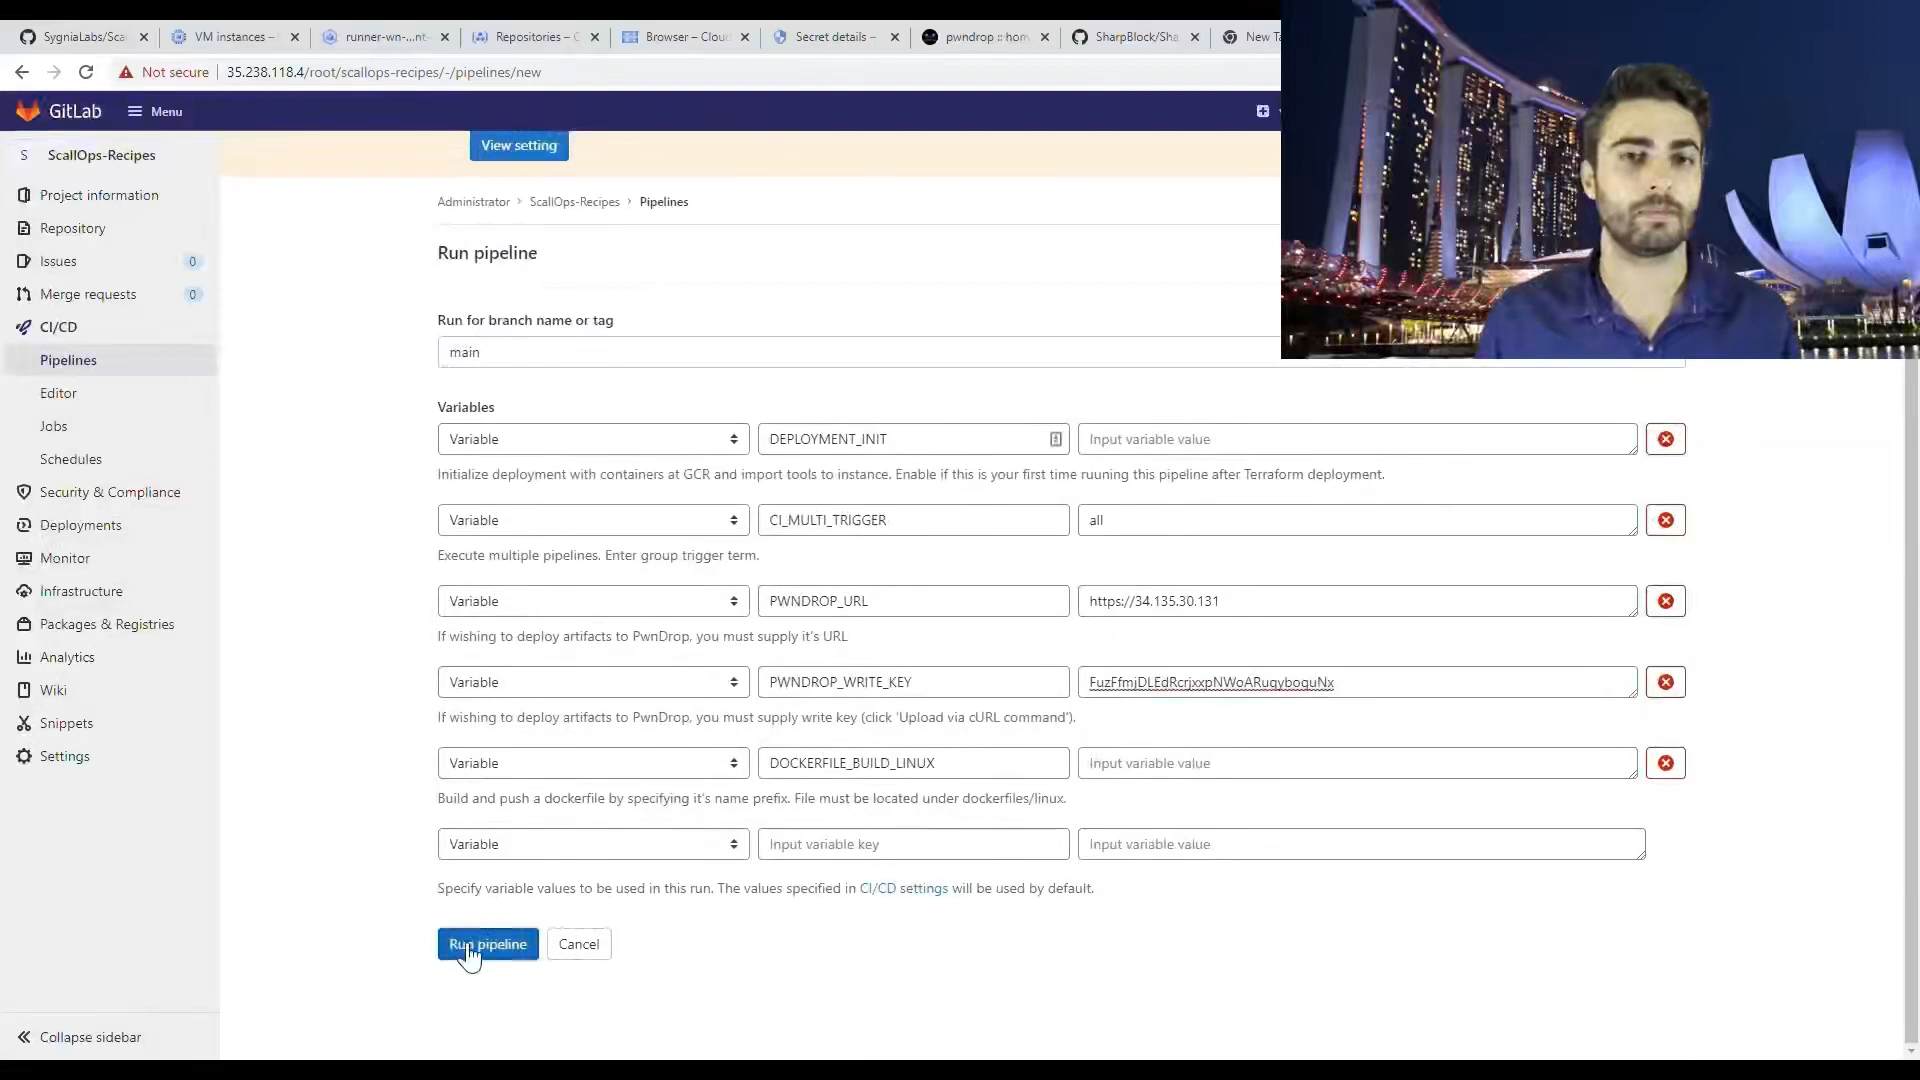 SygniaLabs/Sca
VM instances –
runner-wn-...nt-
Repositories – C
Browser – Cloud
Secret details –
pwndrop :: hom
SharpBlock/Sha
New Ta
Not secure
35.238.118.4/root/scallops-recipes/-/pipelines/new
GitLab
Menu
S ScallOps-Recipes
Project information
Repository
Issues 0
Merge requests 0
CI/CD
Pipelines
Editor
Jobs
Schedules
Security & Compliance
Deployments
Monitor
Infrastructure
Packages & Registries
Analytics
Wiki
Snippets
Settings
Collapse sidebar
View setting
Administrator › ScallOps-Recipes › Pipelines
Run pipeline
Run for branch name or tag
main
Variables
Variable DEPLOYMENT_INIT Input variable value
Initialize deployment with containers at GCR and import tools to instance. Enable if this is your first time ruuning this pipeline after Terraform deployment.
Variable CI_MULTI_TRIGGER all
Execute multiple pipelines. Enter group trigger term.
Variable PWNDROP_URL https://34.135.30.131
If wishing to deploy artifacts to PwnDrop, you must supply it's URL
Variable PWNDROP_WRITE_KEY FuzFfmjDLEdRcrjxxpNWoARuqyboquNx
If wishing to deploy artifacts to PwnDrop, you must supply write key (click 'Upload via cURL command').
Variable DOCKERFILE_BUILD_LINUX Input variable value
Build and push a dockerfile by specifying it's name prefix. File must be located under dockerfiles/linux.
Variable Input variable key Input variable value
Specify variable values to be used in this run. The values specified in CI/CD settings will be used by default.
Run pipeline Cancel